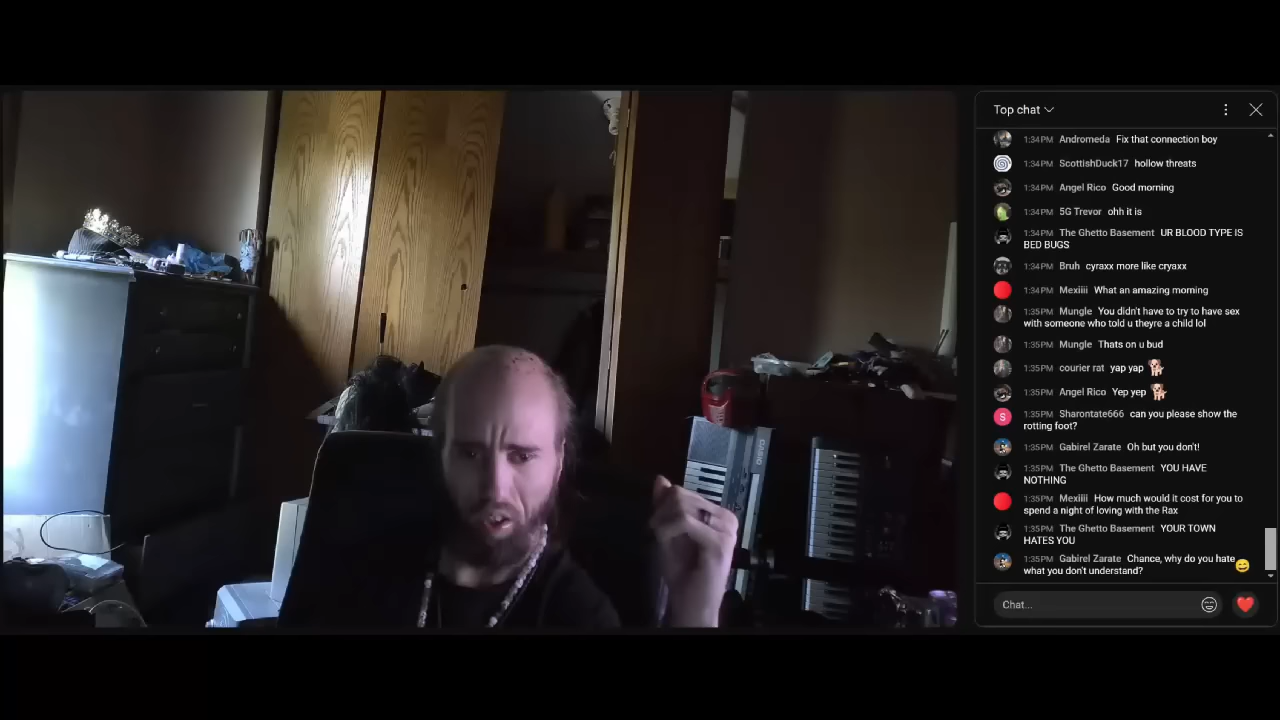 Top chat
1:34PM Andromeda Fix that connection boy
1:34PM ScottishDuck17 hollow threats
1:34PM Angel Rico Good morning
1:34PM 5G Trevor ohh it is
1:34PM The Ghetto Basement UR BLOOD TYPE IS
BED BUGS
1:34PM Bruh cyraxx more like cryaxx
1:34PM Mexiiii What an amazing morning
1:35PM Mungle You didn't have to try to have sex
with someone who told u theyre a child lol
1:35PM Mungle Thats on u bud
1:35PM courier rat yap yap
1:35PM Angel Rico Yep yep
S 1:35PM Sharontate666 can you please show the
rotting foot?
1:35PM Gabirel Zarate Oh but you don't!
1:35PM The Ghetto Basement YOU HAVE
NOTHING
1:35PM Mexiiii How much would it cost for you to
spend a night of loving with the Rax
1:35PM The Ghetto Basement YOUR TOWN
HATES YOU
1:35PM Gabirel Zarate Chance, why do you hate
what you don't understand?
Chat...
CASIO